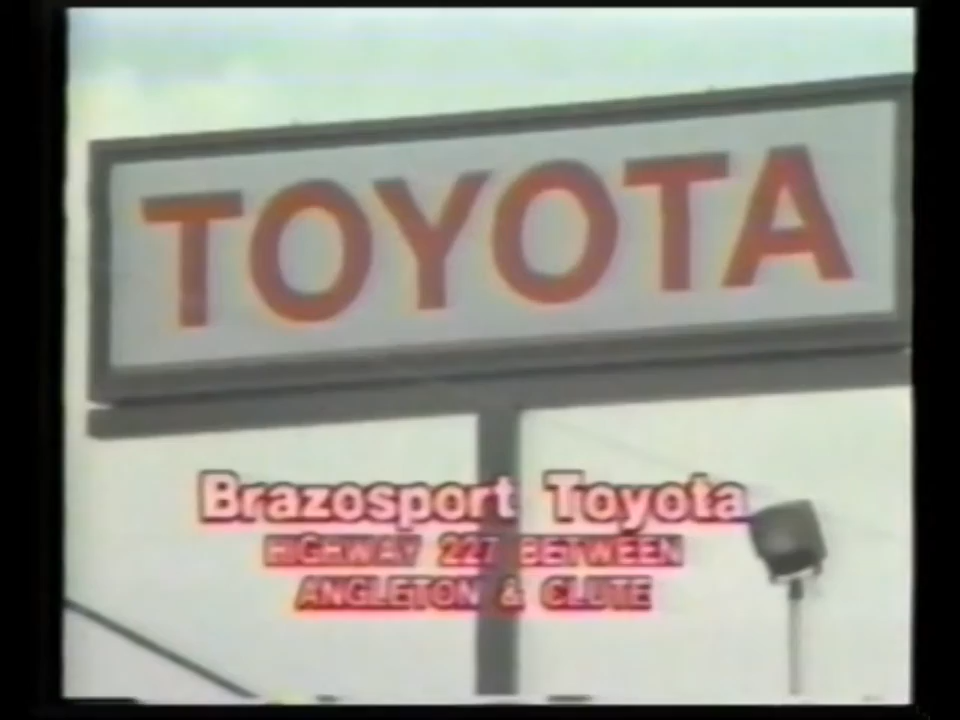 TOYOTA
Brazosport Toyota
HIGHWAY 227 BETWEEN
ANGLETON & CLUTE